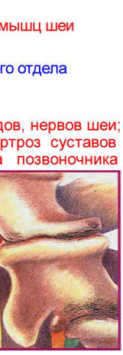 мышц шеи
го отдела
дов, нервов шеи;
ртроз суставов
а позвоночника